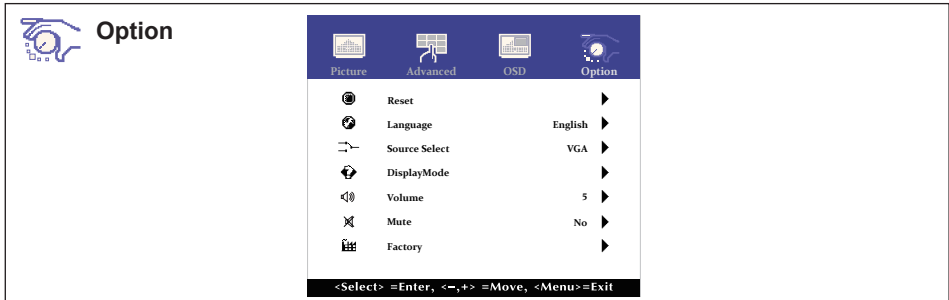 Option
Picture Advanced OSD Option
Reset
Language English
Source Select VGA
DisplayMode
Volume 5
Mute No
Factory
<Select> =Enter, <–,+> =Move, <Menu>=Exit